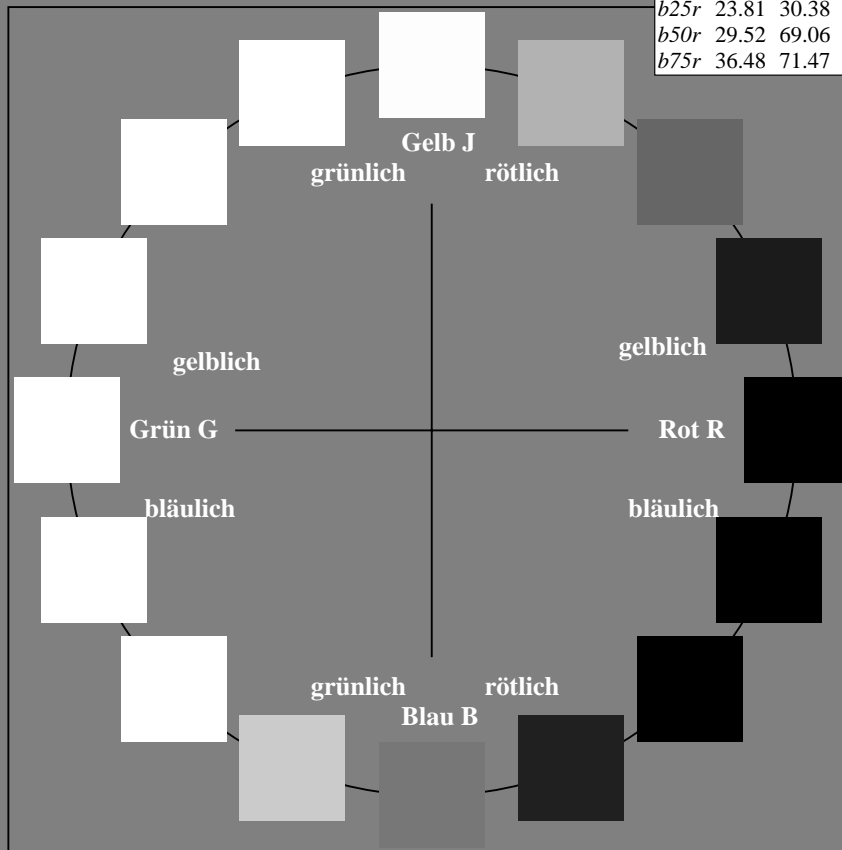 b25r 23.81 30.38
b50r 29.52 69.06
b75r 36.48 71.47
Gelb J
grünlich rötlich
gelblich gelblich
Grün G Rot R
bläulich bläulich
grünlich rötlich
Blau B